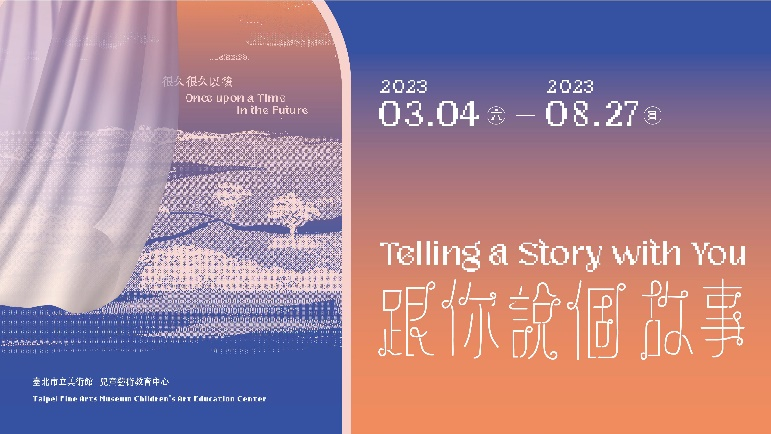 很久很久以後
Once upon a Time
in the Future
臺北市立美術館 兒童藝術教育中心
Taipei Fine Arts Museum Children's Art Education Center
2023 2023
03.04 六 — 08.27 日
Telling a Story with You
跟你說個故事